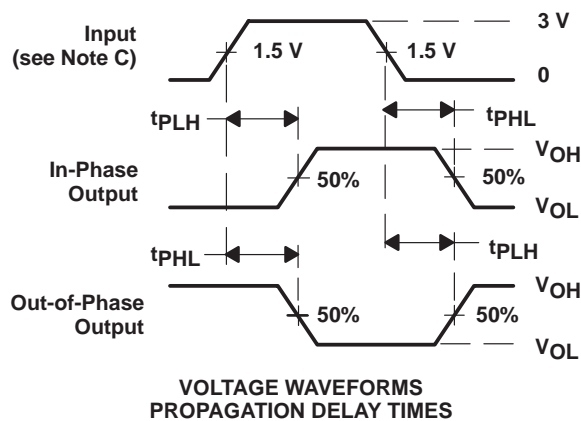 Input
(see Note C)
1.5 V
1.5 V
3 V
0
tPLH
tPHL
In-Phase
Output
50%
50%
VOH
VOL
tPHL
tPLH
Out-of-Phase
Output
50%
50%
VOH
VOL
VOLTAGE WAVEFORMS
PROPAGATION DELAY TIMES